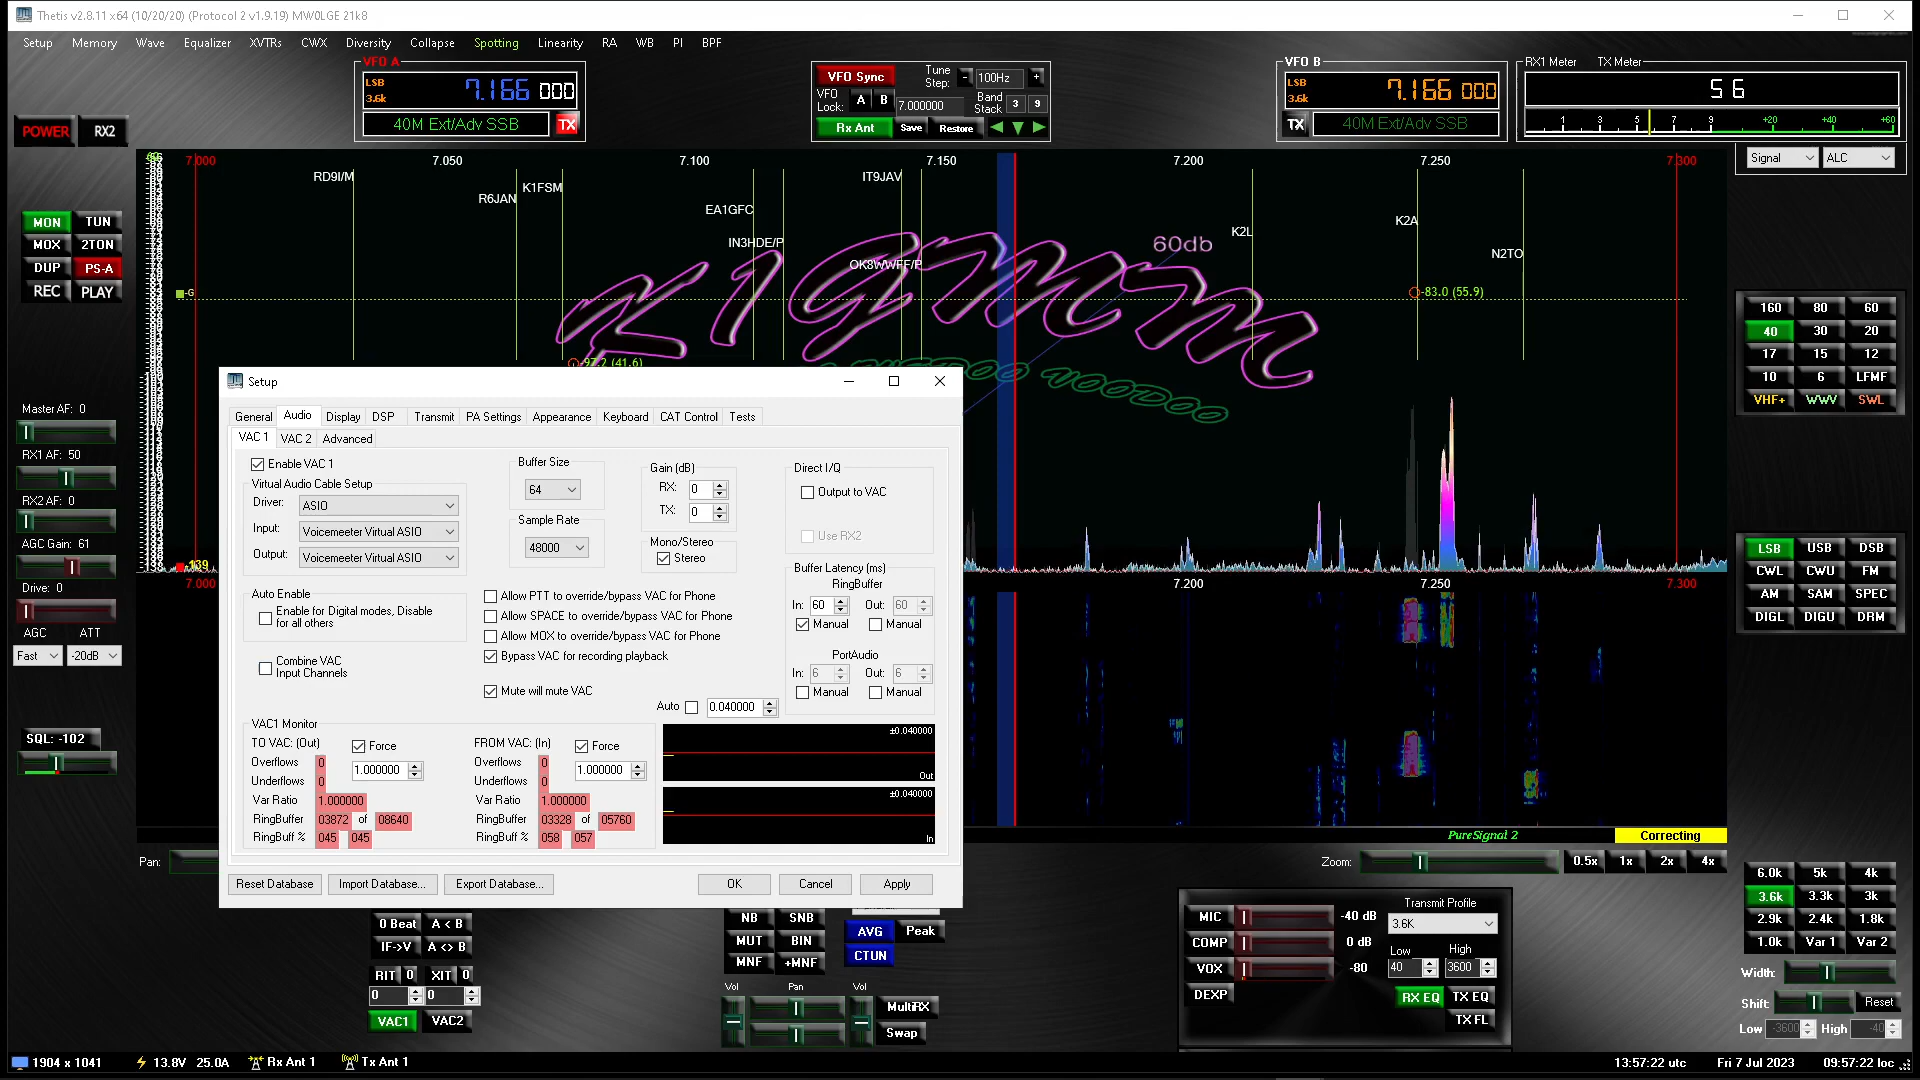 Thetis v2.8.11 x64 (10/20/20) (Protocol 2 v1.9.19) MW0LGE 21k8
Setup Memory Wave Equalizer XVTRs CWX Diversity Collapse Spotting Linearity RA WB PI BPF
VFO A
LSB
3.6k
7.166 000
40M Ext/Adv SSB TX
VFO Sync
Tune Step: - 100Hz +
VFO Lock: A B 7.000000
Band Stack 3 9
Rx Ant Save Restore
VFO B
LSB
3.6k
7.166 000
TX 40M Ext/Adv SSB
RX1 Meter TX Meter
S 6
1 3 5 7 9 +20 +40 +60
Signal ALC
POWER RX2
7.000 7.050 7.100 7.150 7.200 7.250 7.300
RD9I/M
R6JAN
K1FSM
EA1GFC
IN3HDE/P
IT9JAV
OK8WWFF/P
K2L
K2A
N2TO
60db
K1gmm
VOODOO
-G
-83.0 (55.9)
-97.2 (41.6)
-139
7.000 7.200 7.250 7.300
MON TUN
MOX 2TON
DUP PS-A
REC PLAY
Master AF: 0
RX1 AF: 50
RX2 AF: 0
AGC Gain: 61
Drive: 0
AGC ATT
Fast -20dB
SQL: -102
Setup
General Audio Display DSP Transmit PA Settings Appearance Keyboard CAT Control Tests
VAC 1 VAC 2 Advanced
Enable VAC 1
Virtual Audio Cable Setup
Driver: ASIO
Input: Voicemeeter Virtual ASIO
Output: Voicemeeter Virtual ASIO
Buffer Size
64
Sample Rate
48000
Gain (dB)
RX: 0
TX: 0
Mono/Stereo
Stereo
Direct I/Q
Output to VAC
Use RX2
Buffer Latency (ms)
RingBuffer
In: 60 Out: 60
Manual Manual
PortAudio
In: 6 Out: 6
Manual Manual
Auto Enable
Enable for Digital modes, Disable
for all others
Combine VAC
Input Channels
Allow PTT to override/bypass VAC for Phone
Allow SPACE to override/bypass VAC for Phone
Allow MOX to override/bypass VAC for Phone
Bypass VAC for recording playback
Mute will mute VAC
Auto 0.040000
VAC1 Monitor
TO VAC: (Out) Force
Overflows 0 1.000000
Underflows 0
Var Ratio 1.000000
RingBuffer 03872 of 08640
RingBuff % 045 045
FROM VAC: (In) Force
Overflows 0 1.000000
Underflows 0
Var Ratio 1.000000
RingBuffer 03328 of 05760
RingBuff % 058 057
±0.040000
Out
±0.040000
In
Reset Database Import Database... Export Database... OK Cancel Apply
160 80 60
40 30 20
17 15 12
10 6 LFMF
VHF+ WWV SWL
LSB USB DSB
CWL CWU FM
AM SAM SPEC
DIGL DIGU DRM
PureSignal 2 Correcting
Pan:
Zoom: 0.5x 1x 2x 4x
0 Beat A < B
IF->V A <> B
RIT 0 XIT 0
0 0
VAC1 VAC2
NB SNB
MUT BIN
MNF +MNF
AVG Peak
CTUN
Vol Pan Vol
MultiRX
Swap
MIC -40 dB
COMP 0 dB
VOX -80
DEXP
Transmit Profile
3.6K
Low High
40 3600
RX EQ TX EQ
TX FL
6.0k 5k 4k
3.6k 3.3k 3k
2.9k 2.4k 1.8k
1.0k Var 1 Var 2
Width:
Shift: Reset
Low -3600 High -40
1904 x 1041 13.8V 25.0A Rx Ant 1 Tx Ant 1 13:57:22 utc Fri 7 Jul 2023 09:57:22 loc